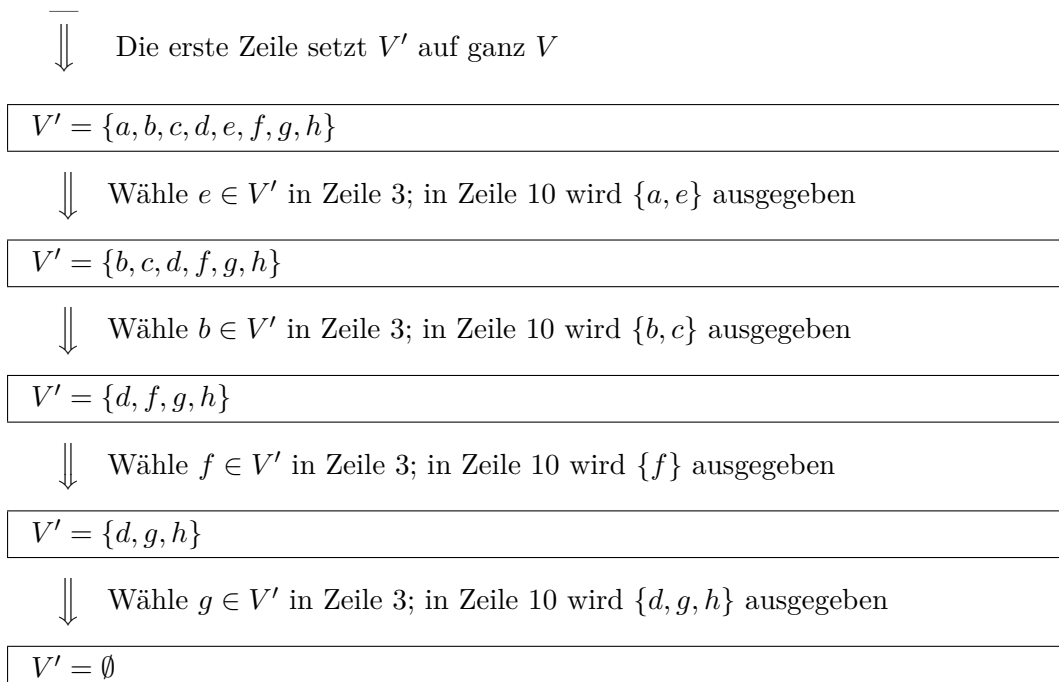 Die erste Zeile setzt V′ auf ganz V
V′ = {a, b, c, d, e, f, g, h}
Wähle e ∈ V′ in Zeile 3; in Zeile 10 wird {a, e} ausgegeben
V′ = {b, c, d, f, g, h}
Wähle b ∈ V′ in Zeile 3; in Zeile 10 wird {b, c} ausgegeben
V′ = {d, f, g, h}
Wähle f ∈ V′ in Zeile 3; in Zeile 10 wird {f} ausgegeben
V′ = {d, g, h}
Wähle g ∈ V′ in Zeile 3; in Zeile 10 wird {d, g, h} ausgegeben
V′ = ∅